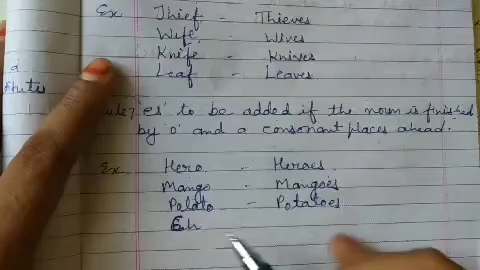 Ex Thief - Thieves
Wife - Wives
Knife - Knives
Leaf - Leaves
'es' to be added if the noun is finished
by 'o' and a consonant places ahead.
Ex Hero - Heroes
Mango - Mangoes
Potato - Potatoes
Eh